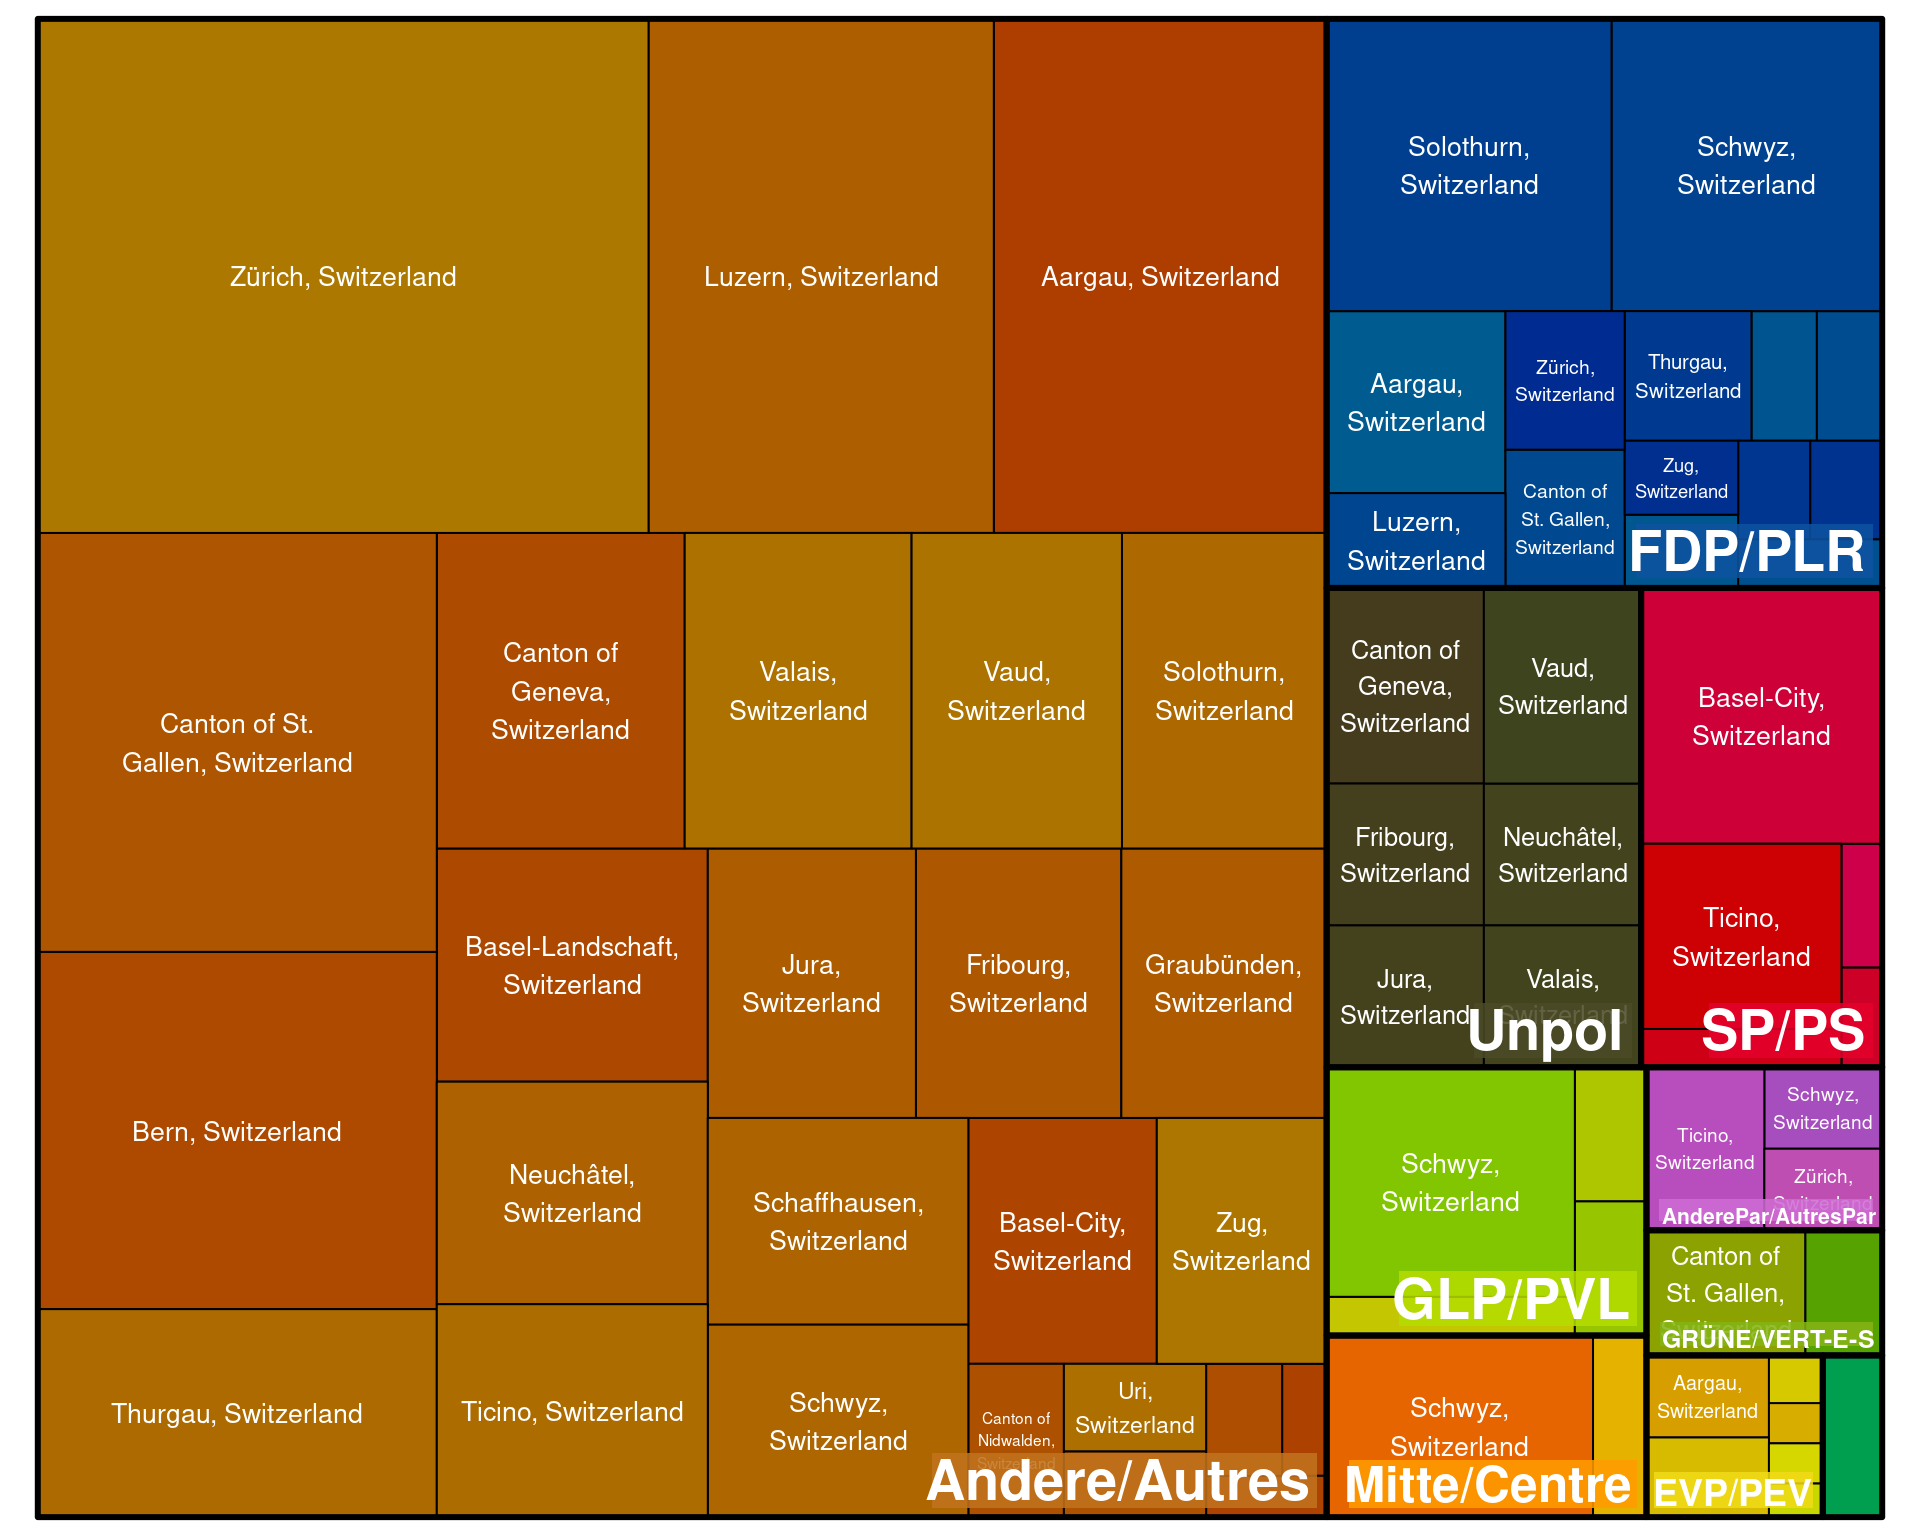 Zürich, Switzerland
Luzern, Switzerland
Aargau, Switzerland
Canton of St.
Gallen, Switzerland
Canton of
Geneva,
Switzerland
Valais,
Switzerland
Vaud,
Switzerland
Solothurn,
Switzerland
Bern, Switzerland
Basel-Landschaft,
Switzerland
Jura,
Switzerland
Fribourg,
Switzerland
Graubünden,
Switzerland
Neuchâtel,
Switzerland
Schaffhausen,
Switzerland
Basel-City,
Switzerland
Zug,
Switzerland
Thurgau, Switzerland
Ticino, Switzerland
Schwyz,
Switzerland
Canton of
Nidwalden,
Switzerland
Uri,
Switzerland
Andere/Autres
Solothurn,
Switzerland
Schwyz,
Switzerland
Aargau,
Switzerland
Zürich,
Switzerland
Thurgau,
Switzerland
Luzern,
Switzerland
Canton of
St. Gallen,
Switzerland
Zug,
Switzerland
FDP/PLR
Canton of
Geneva,
Switzerland
Vaud,
Switzerland
Fribourg,
Switzerland
Neuchâtel,
Switzerland
Jura,
Switzerland
Valais,
Switzerland
Unpol
Basel-City,
Switzerland
Ticino,
Switzerland
SP/PS
Schwyz,
Switzerland
GLP/PVL
Ticino,
Switzerland
Schwyz,
Switzerland
Zürich,
Switzerland
AnderePar/AutresPar
Canton of
St. Gallen,
Switzerland
GRÜNE/VERT-E-S
Schwyz,
Switzerland
Mitte/Centre
Aargau,
Switzerland
EVP/PEV